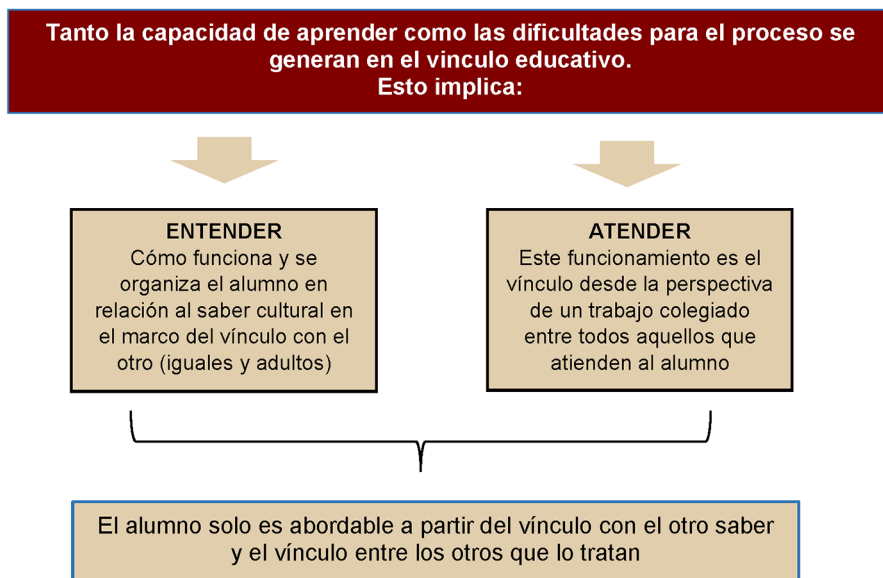 Tanto la capacidad de aprender como las dificultades para el proceso se
generan en el vinculo educativo.
Esto implica:
ENTENDER
Cómo funciona y se
organiza el alumno en
relación al saber cultural en
el marco del vínculo con el
otro (iguales y adultos)
ATENDER
Este funcionamiento es el
vínculo desde la perspectiva
de un trabajo colegiado
entre todos aquellos que
atienden al alumno
El alumno solo es abordable a partir del vínculo con el otro saber
y el vínculo entre los otros que lo tratan